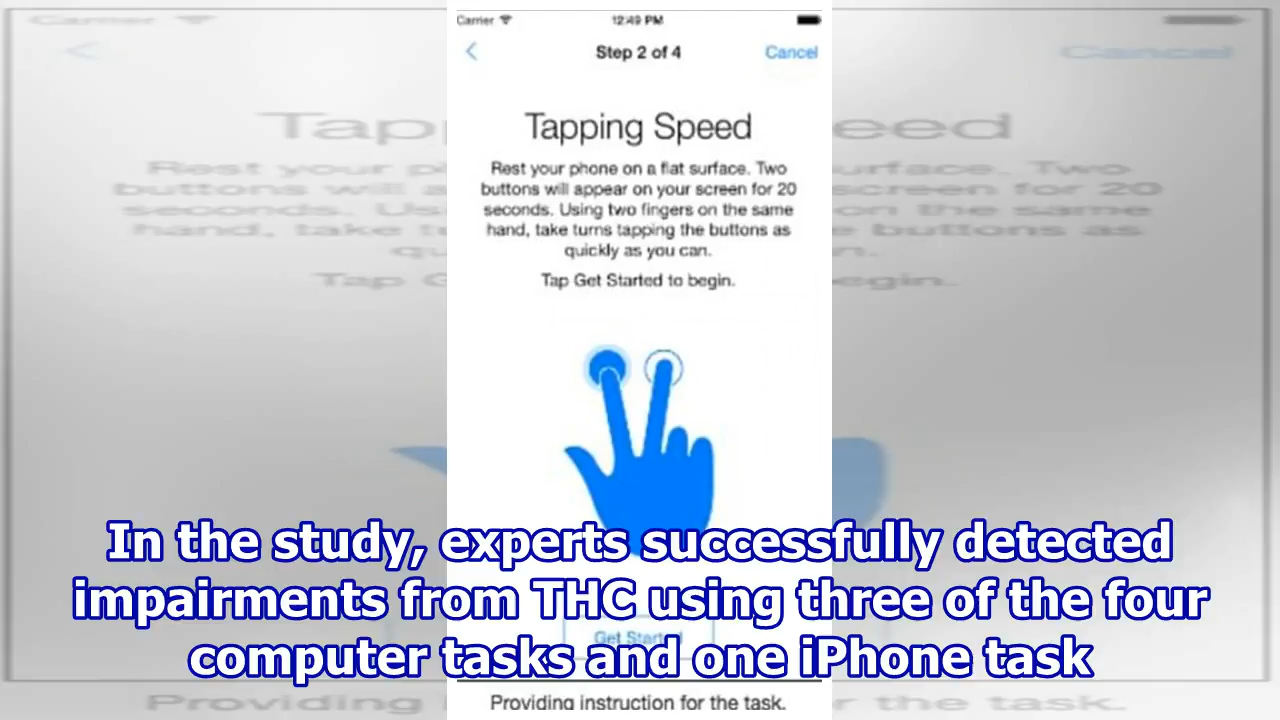 Carrier 12:49 PM
Step 2 of 4 Cancel
Tapping Speed
Rest your phone on a flat surface. Two
buttons will appear on your screen for 20
seconds. Using two fingers on the same
hand, take turns tapping the buttons as
quickly as you can.
Tap Get Started to begin.
In the study, experts successfully detected
impairments from THC using three of the four
Get Started
computer tasks and one iPhone task
Providing instruction for the task.